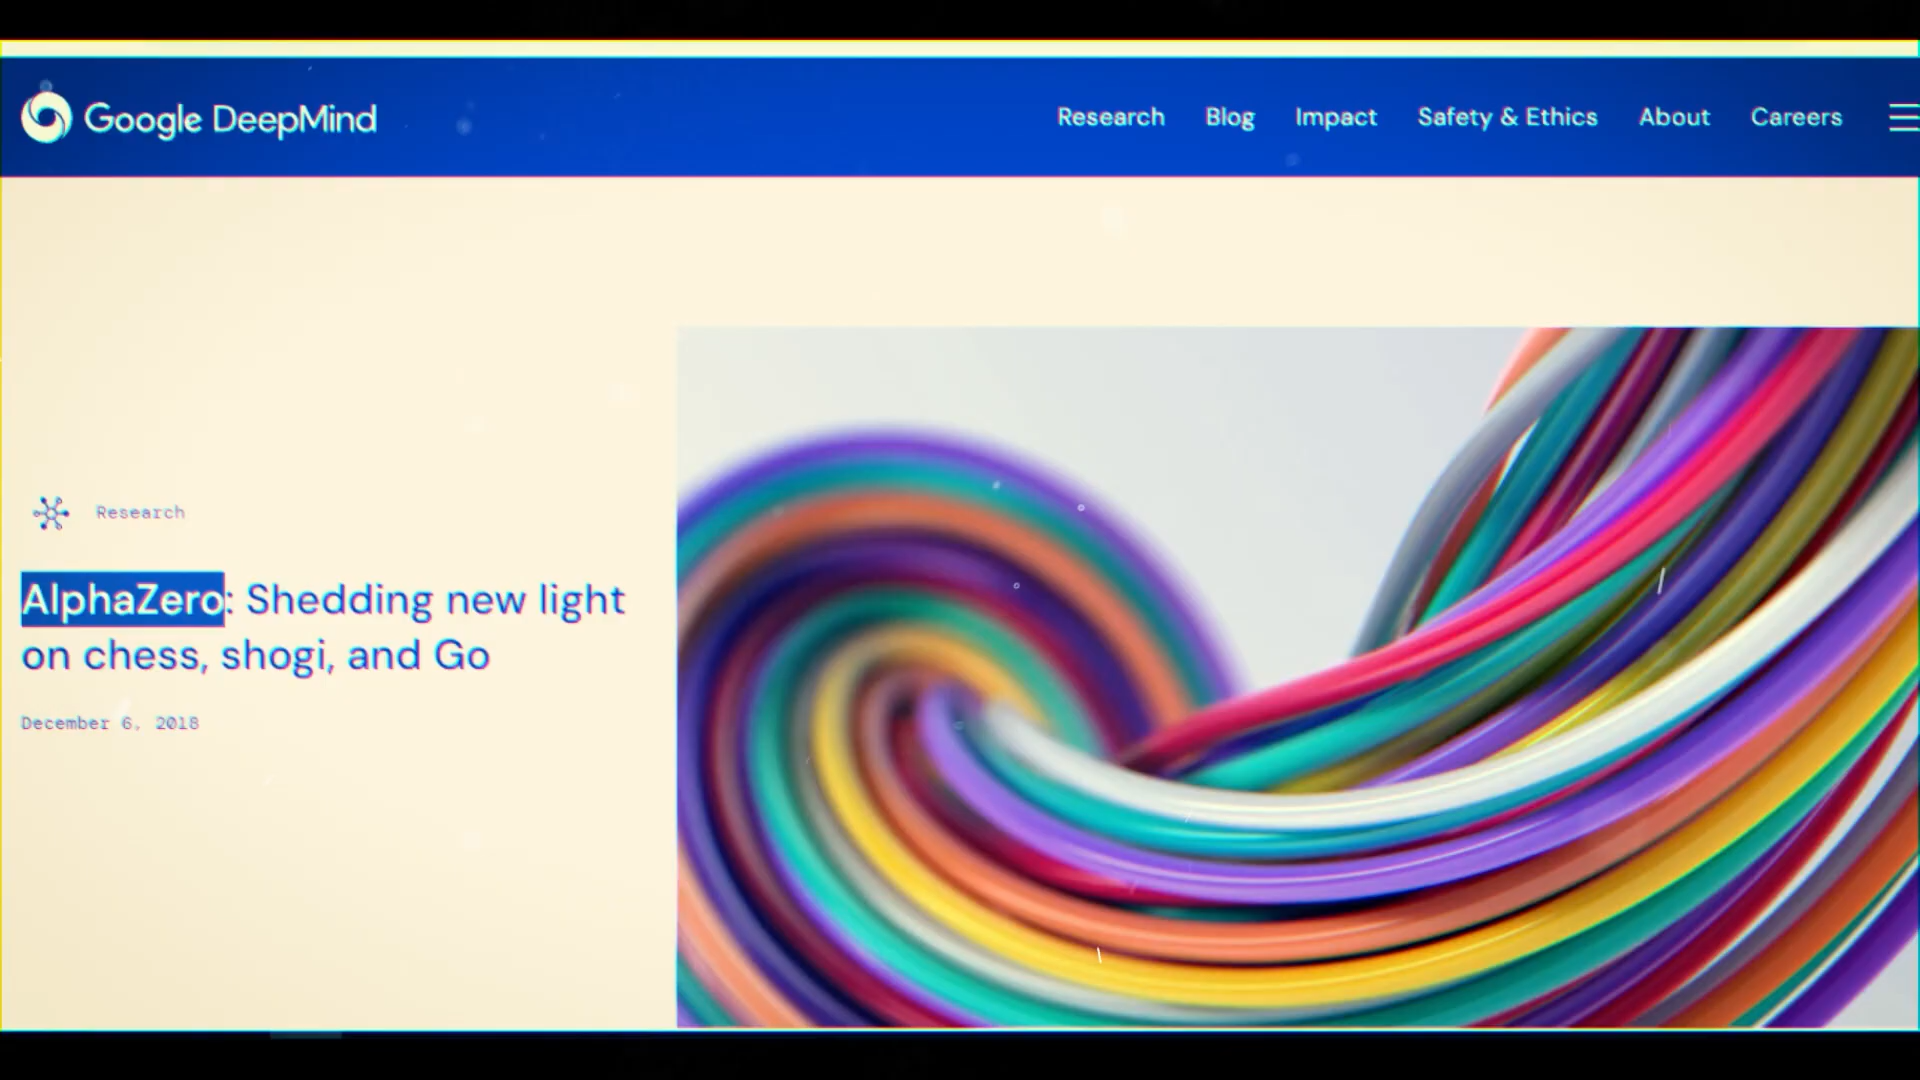 Google DeepMind
Research Blog Impact Safety & Ethics About Careers
Research
AlphaZero: Shedding new light
on chess, shogi, and Go
December 6, 2018